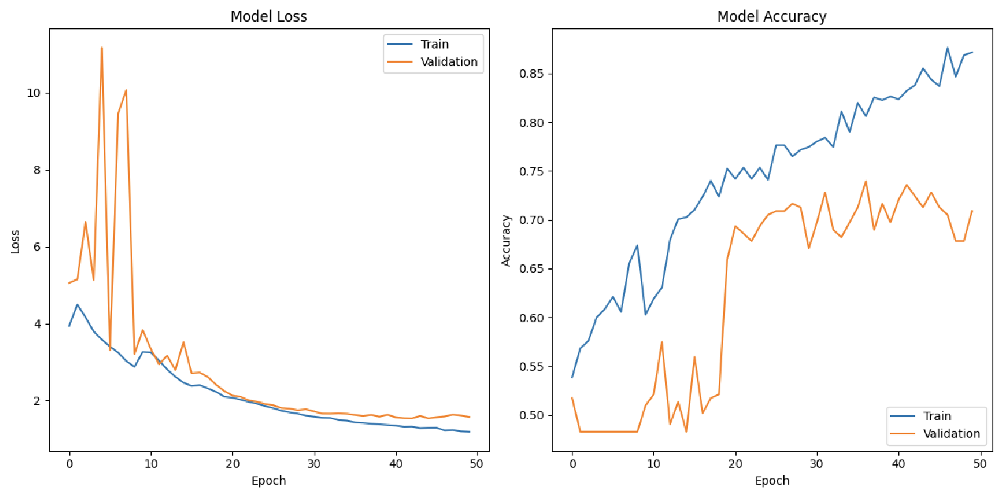 Model Loss
Train
Validation
10
8
6
4
2
Loss
0 10 20 30 40 50
Epoch
Model Accuracy
0.85
0.80
0.75
0.70
0.65
0.60
0.55
0.50
Accuracy
Train
Validation
0 10 20 30 40 50
Epoch